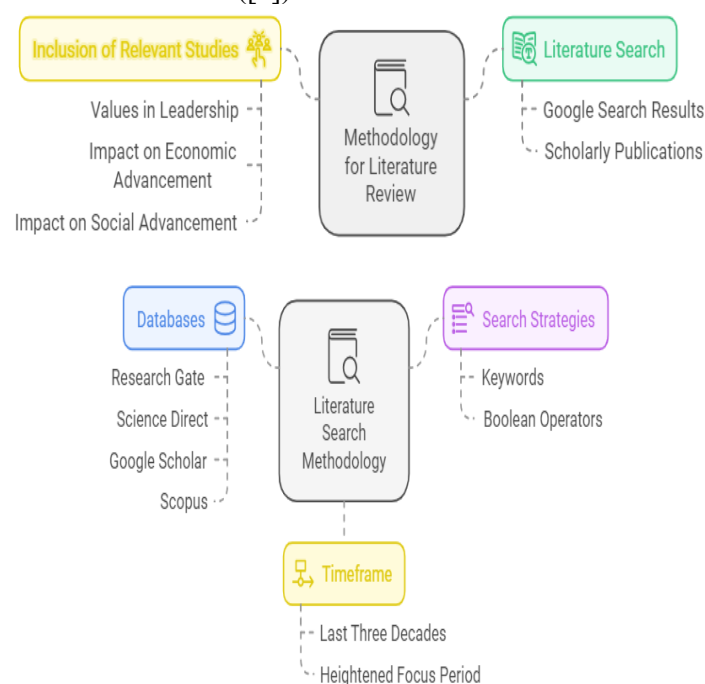 Inclusion of Relevant Studies
Values in Leadership
Impact on Economic
Advancement
Impact on Social Advancement
Methodology
for Literature
Review
Literature Search
Google Search Results
Scholarly Publications
Databases
Research Gate
Science Direct
Google Scholar
Scopus
Literature
Search
Methodology
Search Strategies
Keywords
Boolean Operators
Timeframe
Last Three Decades
Heightened Focus Period